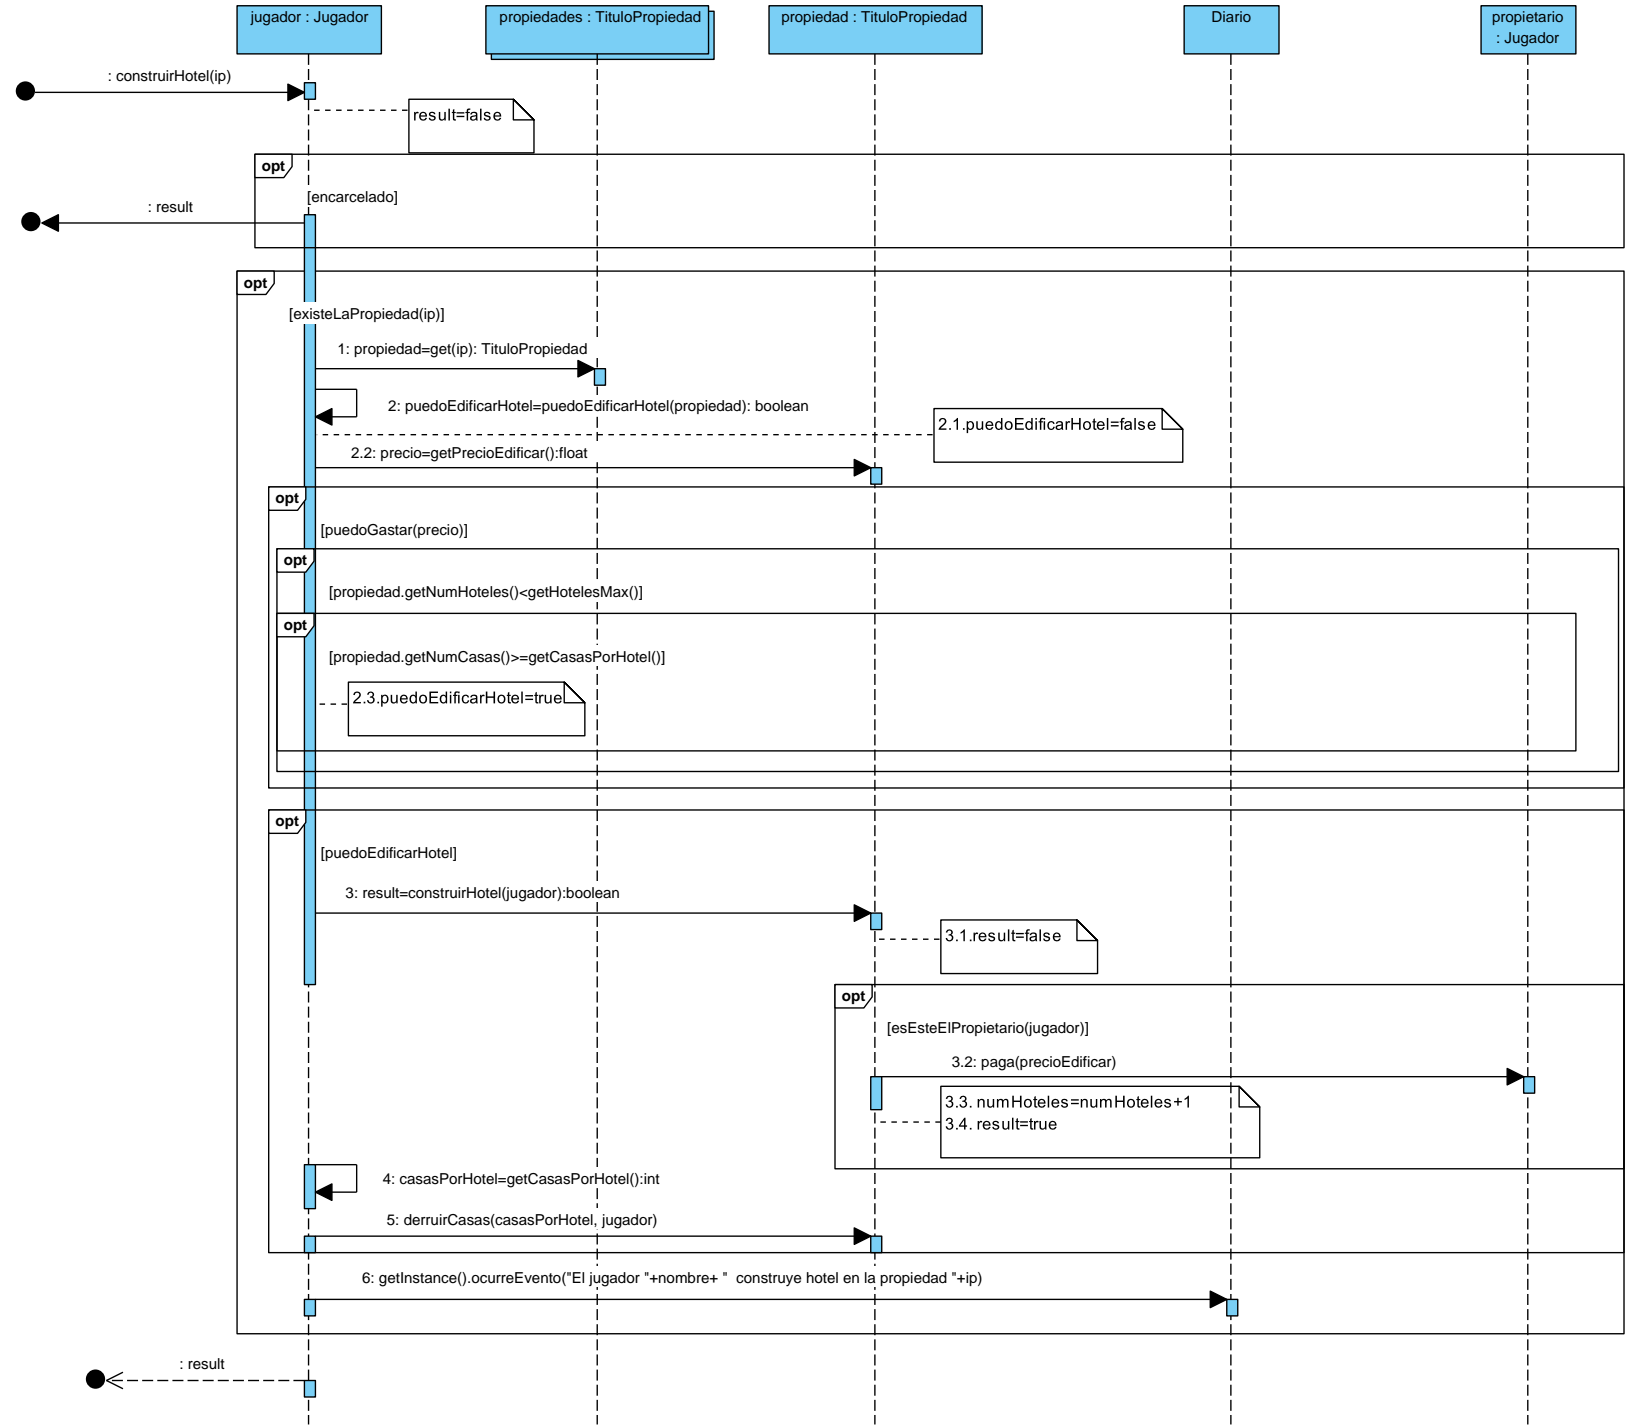 jugador : Jugador
propiedades : TituloPropiedad
propiedad : TituloPropiedad
Diario
propietario
: Jugador
: construirHotel(ip)
result=false
opt
[encarcelado]
: result
opt
[existeLaPropiedad(ip)]
1: propiedad=get(ip): TituloPropiedad
2: puedoEdificarHotel=puedoEdificarHotel(propiedad): boolean
2.1.puedoEdificarHotel=false
2.2: precio=getPrecioEdificar():float
opt
[puedoGastar(precio)]
opt
[propiedad.getNumHoteles()<getHotelesMax()]
opt
[propiedad.getNumCasas()>=getCasasPorHotel()]
2.3.puedoEdificarHotel=true
opt
[puedoEdificarHotel]
3: result=construirHotel(jugador):boolean
3.1.result=false
opt
[esEsteElPropietario(jugador)]
3.2: paga(precioEdificar)
3.3. numHoteles=numHoteles+1
3.4. result=true
4: casasPorHotel=getCasasPorHotel():int
5: derruirCasas(casasPorHotel, jugador)
6: getInstance().ocurreEvento("El jugador "+nombre+ "  construye hotel en la propiedad "+ip)
: result